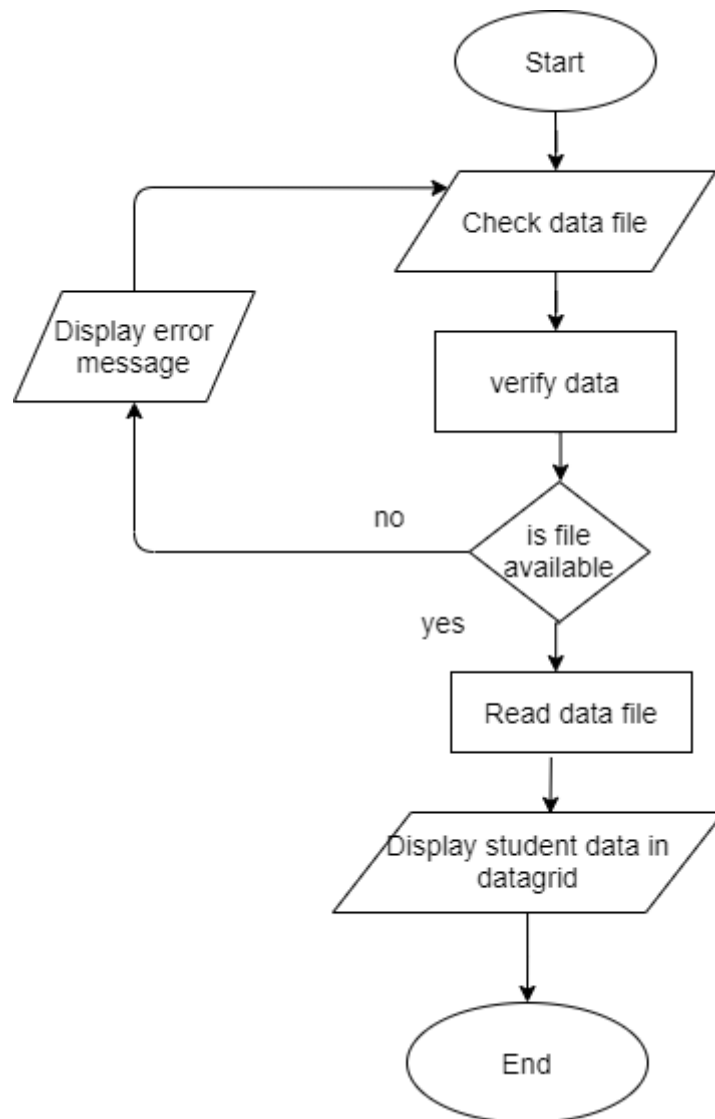 Start
Check data file
Display error
message
verify data
no
is file
available
yes
Read data file
Display student data in
datagrid
End